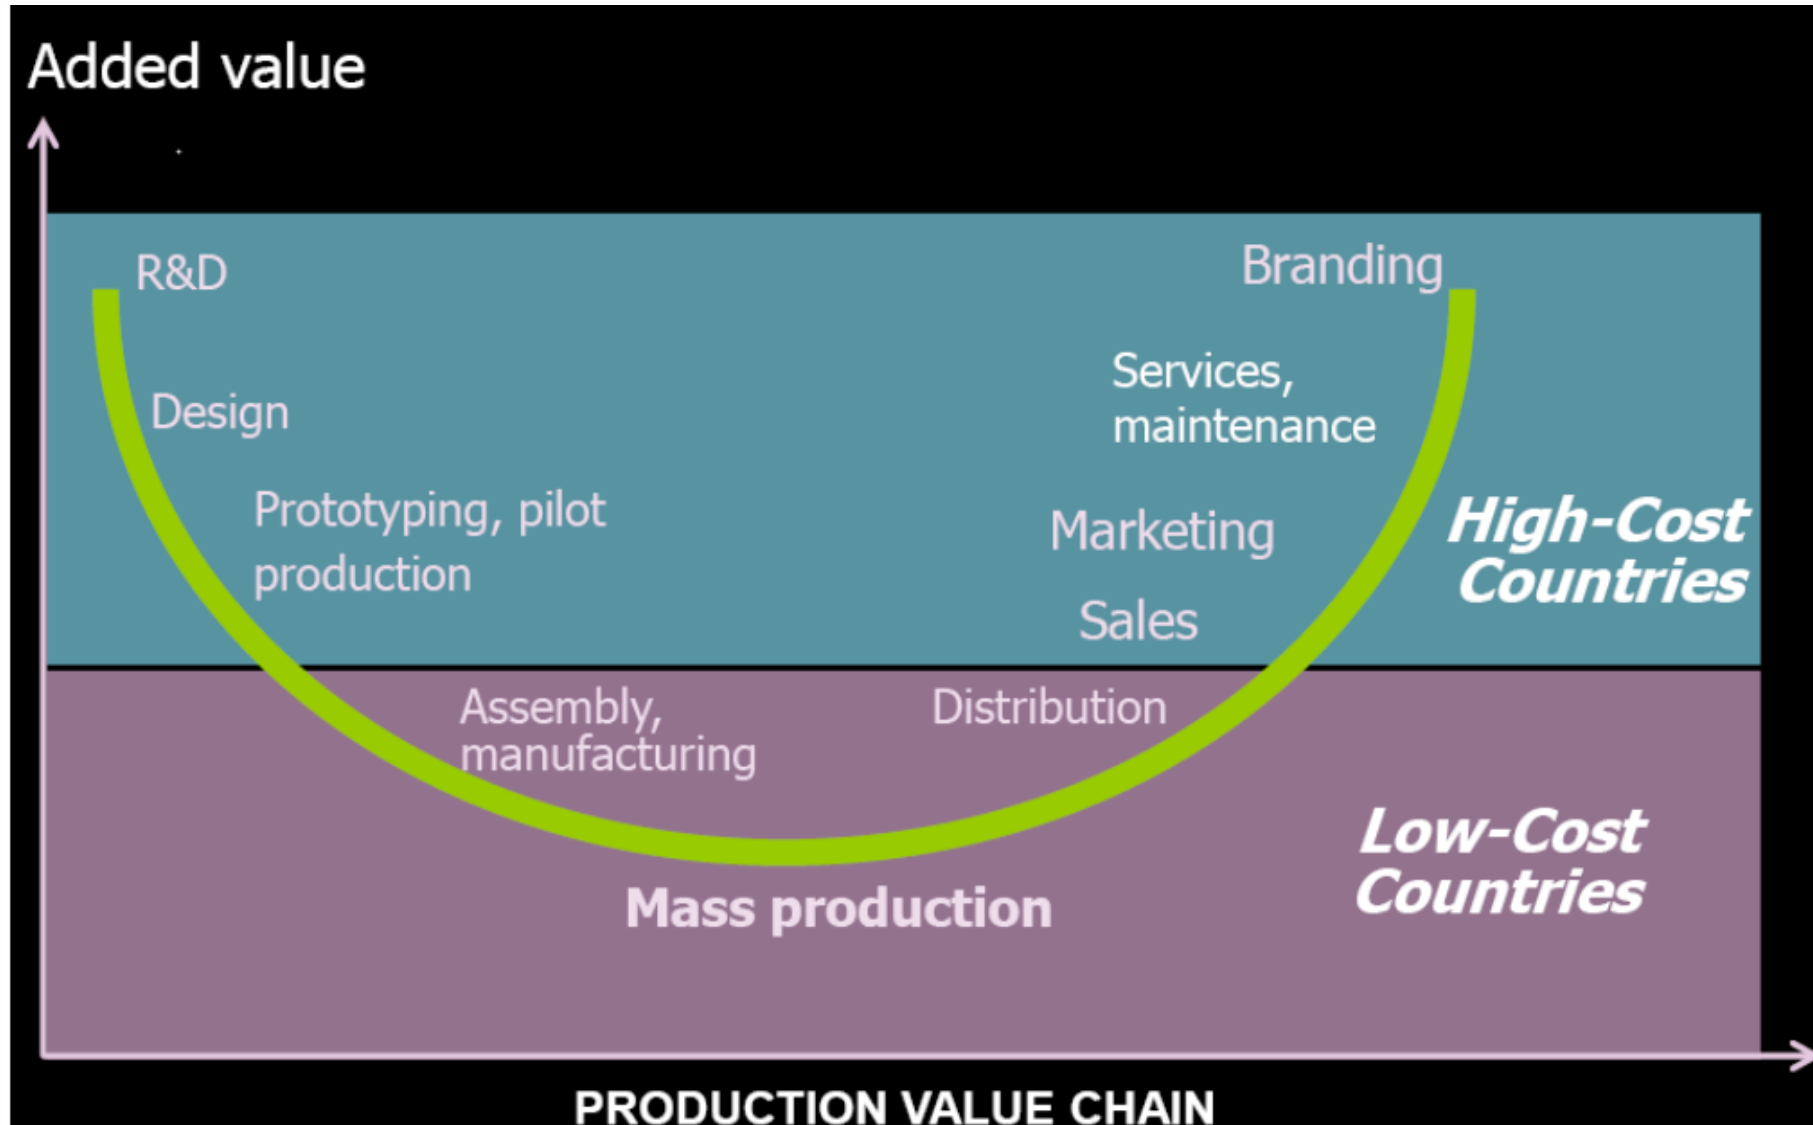 Added value
R&D
Branding
Services,
maintenance
Design
Prototyping, pilot
production
Marketing
High-Cost
Countries
Sales
Assembly,
manufacturing
Distribution
Low-Cost
Countries
Mass production
PRODUCTION VALUE CHAIN